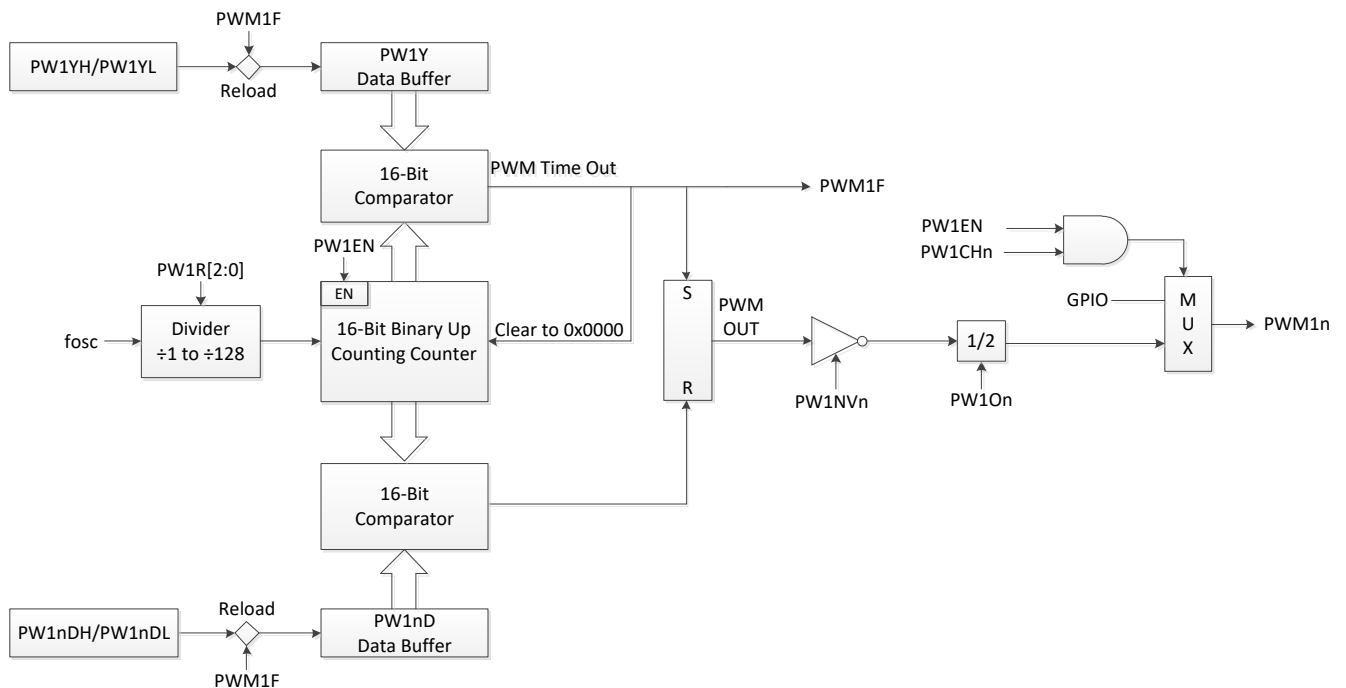 PWM1F
PW1YH/PW1YL
Reload
PW1Y
Data Buffer
16-Bit
Comparator
PWM Time Out
PWM1F
PW1EN
PW1CHn
PW1EN
EN
PW1R[2:0]
fosc
Divider
÷1 to ÷128
16-Bit Binary Up
Counting Counter
Clear to 0x0000
S
R
PWM
OUT
PW1NVn
1/2
PW1On
GPIO
M
U
X
PWM1n
16-Bit
Comparator
PW1nDH/PW1nDL
Reload
PWM1F
PW1nD
Data Buffer